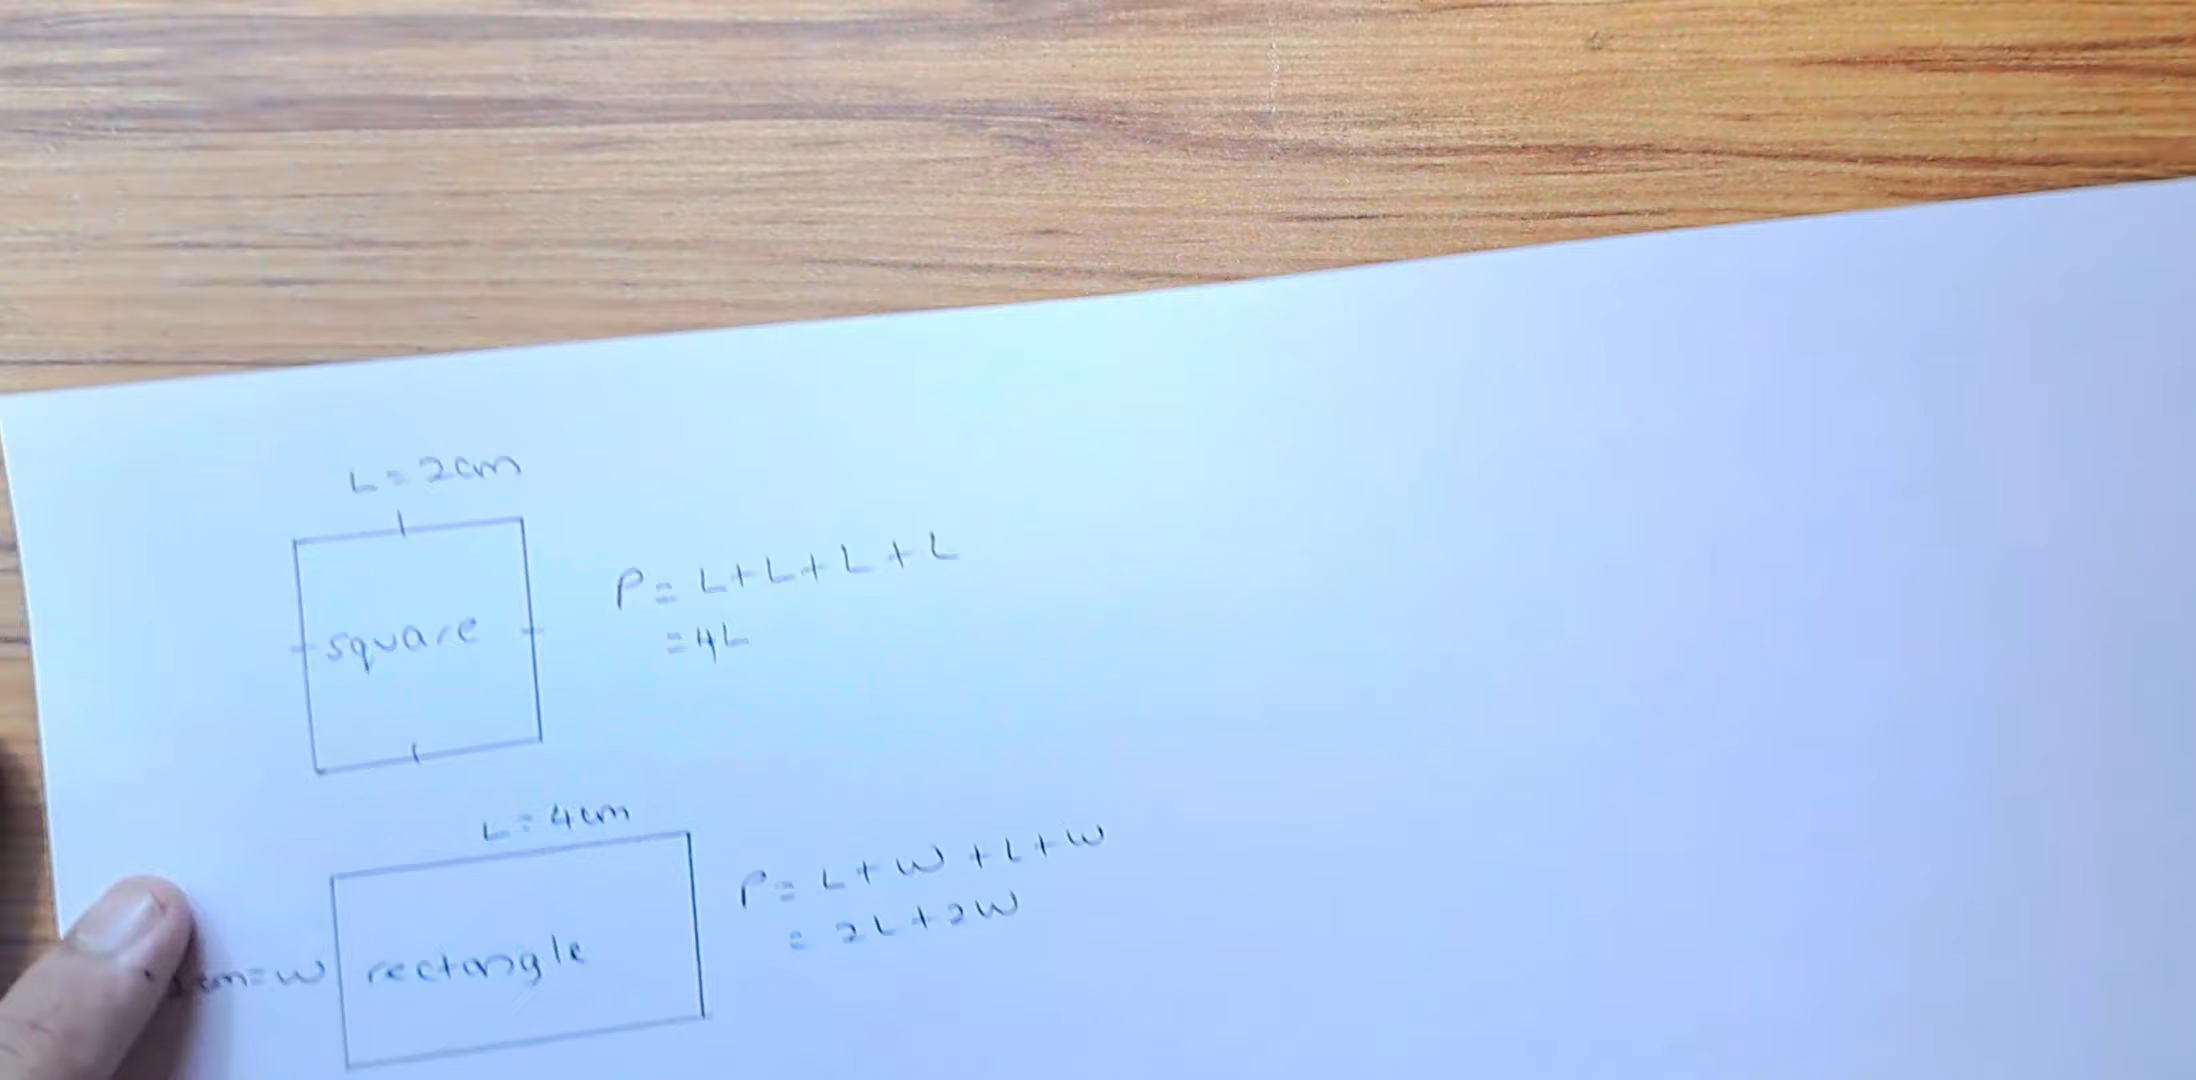 L = 2cm
square
P = L+L+L+L
= 4L
L = 4cm
cm=W
rectangle
P = L+W+L+W
= 2L+2W